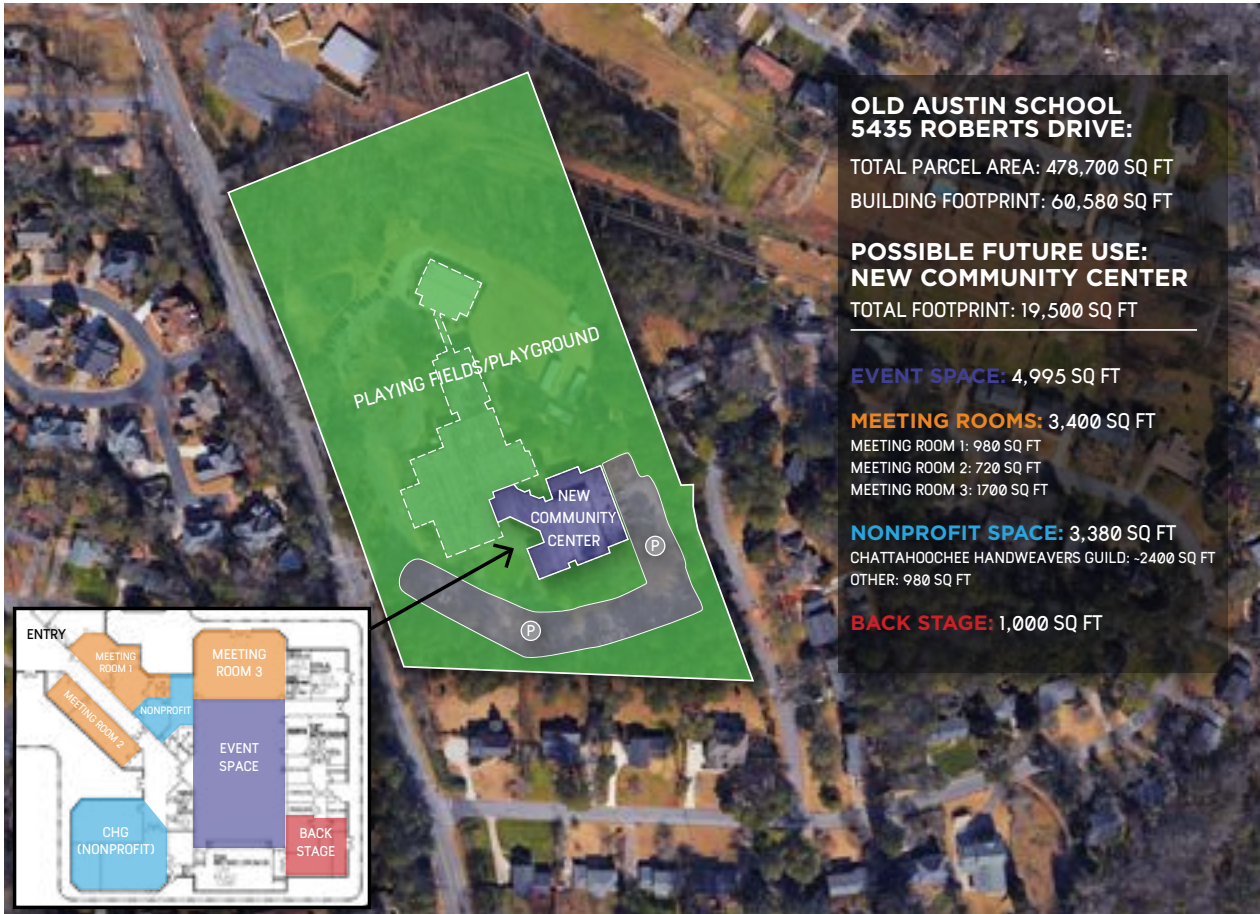 OLD AUSTIN SCHOOL
5435 ROBERTS DRIVE:
TOTAL PARCEL AREA: 478,700 SQ FT
BUILDING FOOTPRINT: 60,580 SQ FT
POSSIBLE FUTURE USE:
NEW COMMUNITY CENTER
TOTAL FOOTPRINT: 19,500 SQ FT
EVENT SPACE: 4,995 SQ FT
MEETING ROOMS: 3,400 SQ FT
MEETING ROOM 1: 980 SQ FT
MEETING ROOM 2: 720 SQ FT
MEETING ROOM 3: 1700 SQ FT
NONPROFIT SPACE: 3,380 SQ FT
CHATTAHOOCHEE HANDWEAVERS GUILD: ~2400 SQ FT
OTHER: 980 SQ FT
BACK STAGE: 1,000 SQ FT
PLAYING FIELDS/PLAYGROUND
NEW
COMMUNITY
CENTER
P
P
ENTRY
MEETING
ROOM 1
MEETING
ROOM 3
MEETING ROOM 2
NONPROFIT
EVENT
SPACE
CHG
(NONPROFIT)
BACK
STAGE